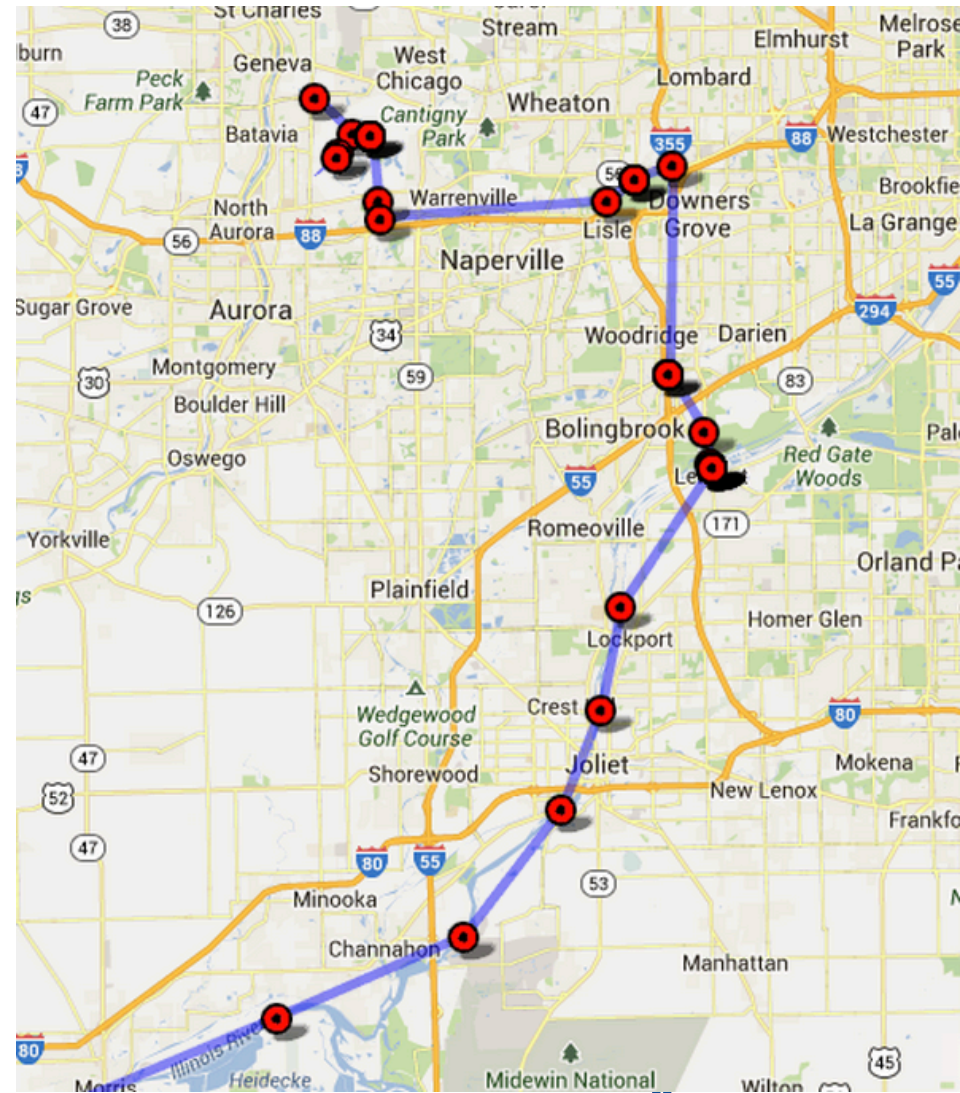 St Charles
38
Carol
Stream
Elmhurst
Melrose
Park
lburn
Geneva
West
Chicago
Lombard
Peck
Farm Park
47
Cantigny
Park
Wheaton
Batavia
355
88
Westchester
56
Brookfie
North
Aurora
Warrenville
Downers
Grove
La Grange
56
88
Lisle
Naperville
55
Sugar Grove
Aurora
294
34
Woodridge
Darien
30
Montgomery
59
83
Boulder Hill
Bolingbrook
Oswego
Red Gate
Woods
55
171
Romeoville
Yorkville
Orland Pa
Plainfield
gs
126
Homer Glen
Lockport
Crest
Wedgewood
Golf Course
80
47
Joliet
Mokena
52
Shorewood
New Lenox
47
Frankfo
80
55
53
Minooka
Channahon
Manhattan
80
Illinois Rive
45
Morris
Heidecke
Midewin National
Wilton